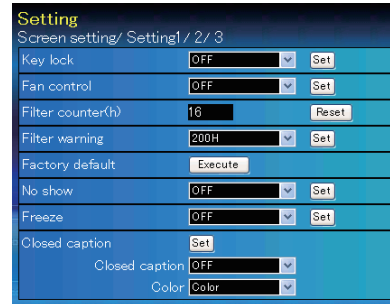 Setting
Screen setting/ Setting1/ 2/ 3
Key lock OFF Set
Fan control OFF Set
Filter counter(h) 16 Reset
Filter warning 200H Set
Factory default Execute
No show OFF Set
Freeze OFF Set
Closed caption Set
Closed caption OFF
Color Color